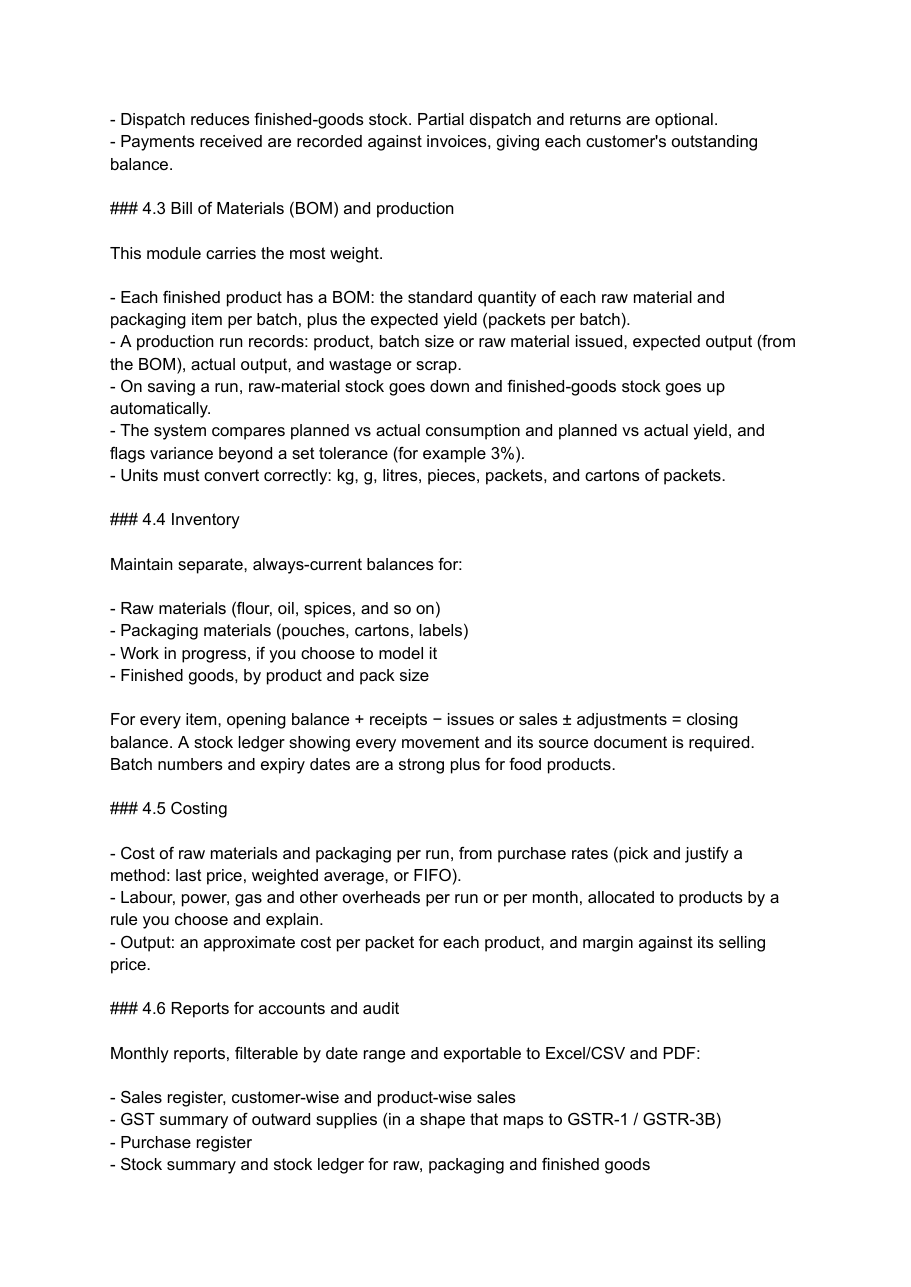 - Dispatch reduces finished-goods stock. Partial dispatch and returns are optional.
- Payments received are recorded against invoices, giving each customer's outstanding
balance.
### 4.3 Bill of Materials (BOM) and production
This module carries the most weight.
- Each finished product has a BOM: the standard quantity of each raw material and
packaging item per batch, plus the expected yield (packets per batch).
- A production run records: product, batch size or raw material issued, expected output (from
the BOM), actual output, and wastage or scrap.
- On saving a run, raw-material stock goes down and finished-goods stock goes up
automatically.
- The system compares planned vs actual consumption and planned vs actual yield, and
flags variance beyond a set tolerance (for example 3%).
- Units must convert correctly: kg, g, litres, pieces, packets, and cartons of packets.
### 4.4 Inventory
Maintain separate, always-current balances for:
- Raw materials (flour, oil, spices, and so on)
- Packaging materials (pouches, cartons, labels)
- Work in progress, if you choose to model it
- Finished goods, by product and pack size
For every item, opening balance + receipts − issues or sales ± adjustments = closing
balance. A stock ledger showing every movement and its source document is required.
Batch numbers and expiry dates are a strong plus for food products.
### 4.5 Costing
- Cost of raw materials and packaging per run, from purchase rates (pick and justify a
method: last price, weighted average, or FIFO).
- Labour, power, gas and other overheads per run or per month, allocated to products by a
rule you choose and explain.
- Output: an approximate cost per packet for each product, and margin against its selling
price.
### 4.6 Reports for accounts and audit
Monthly reports, filterable by date range and exportable to Excel/CSV and PDF:
- Sales register, customer-wise and product-wise sales
- GST summary of outward supplies (in a shape that maps to GSTR-1 / GSTR-3B)
- Purchase register
- Stock summary and stock ledger for raw, packaging and finished goods